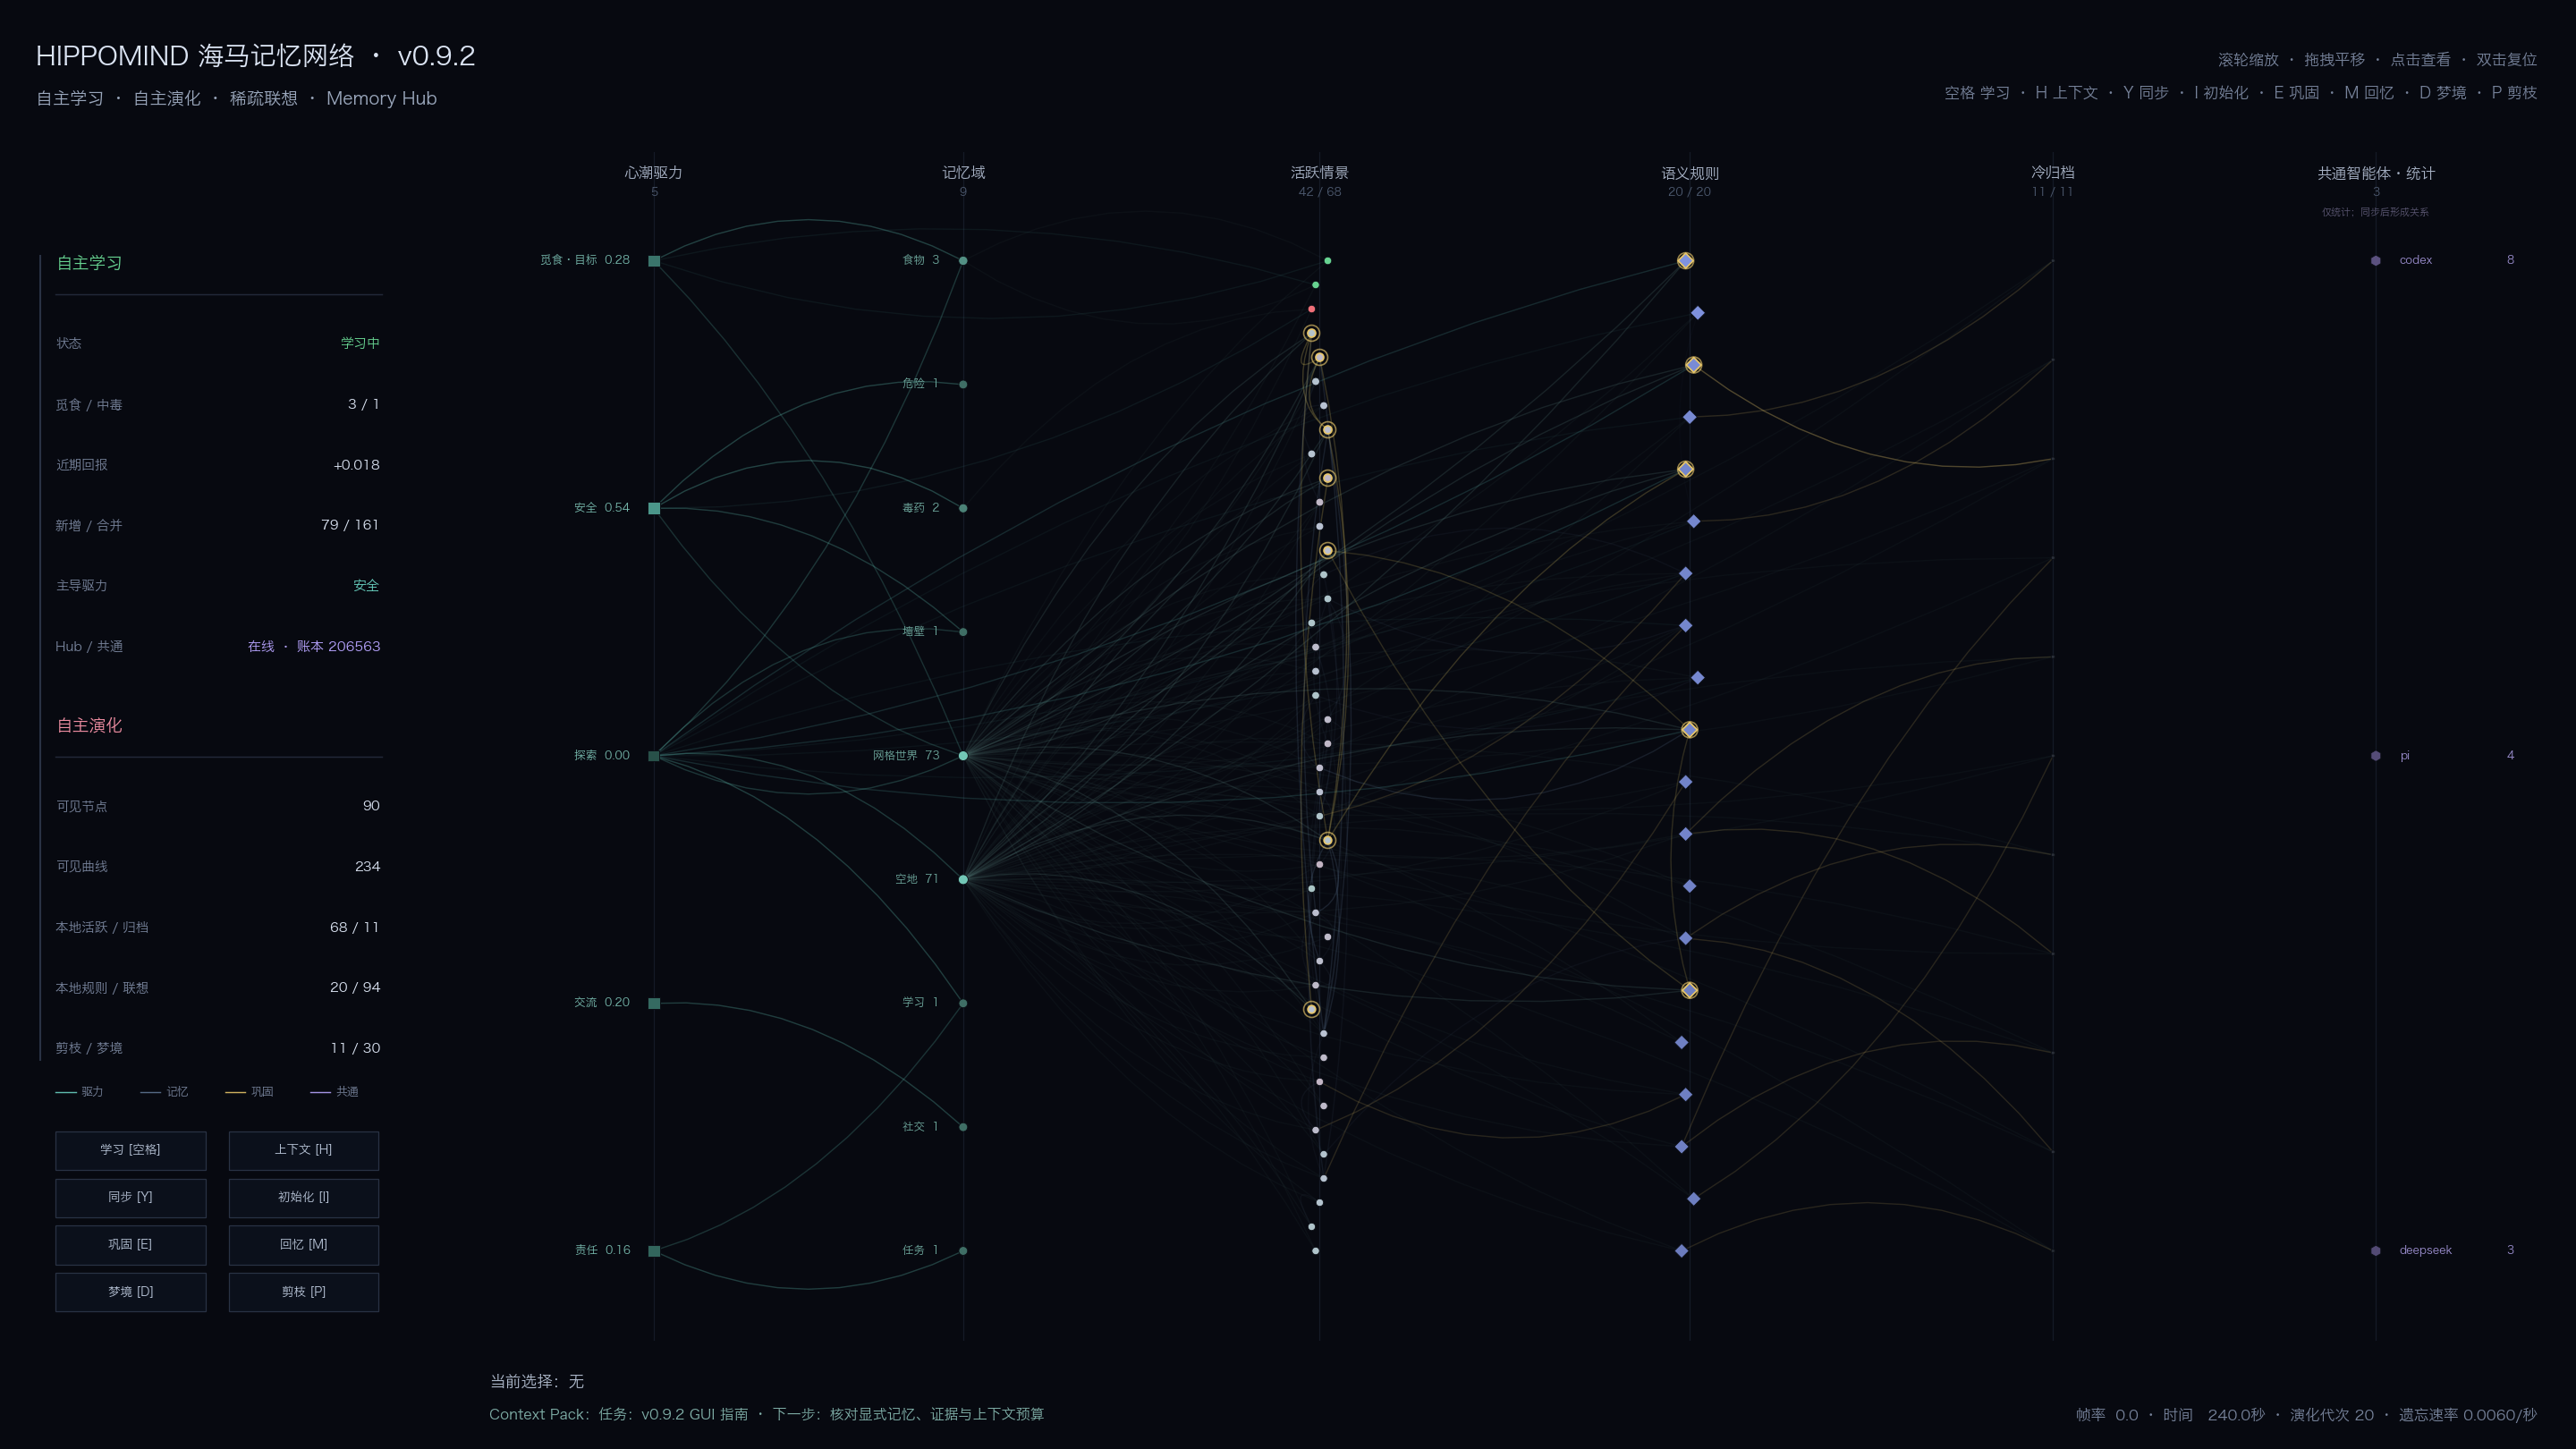 HIPPOMIND 海马记忆网络 · v0.9.2
自主学习 · 自主演化 · 稀疏联想 · Memory Hub
滚轮缩放 · 拖拽平移 · 点击查看 · 双击复位
空格 学习 · H 上下文 · Y 同步 · I 初始化 · E 巩固 · M 回忆 · D 梦境 · P 剪枝
自主学习
状态 学习中
觅食 / 中毒 3 / 1
近期回报 +0.018
新增 / 合并 79 / 161
主导驱力 安全
Hub / 共通 在线 · 账本 206563
自主演化
可见节点 90
可见曲线 234
本地活跃 / 归档 68 / 11
本地规则 / 联想 20 / 94
剪枝 / 梦境 11 / 30
驱力 记忆 巩固 共通
学习 [空格] 上下文 [H]
同步 [Y] 初始化 [I]
巩固 [E] 回忆 [M]
梦境 [D] 剪枝 [P]
心潮驱力
5
觅食·目标 0.28
安全 0.54
探索 0.00
交流 0.20
责任 0.16
记忆域
9
食物 3
危险 1
毒药 2
墙壁 1
网格世界 73
空地 71
学习 1
社交 1
任务 1
活跃情景
42 / 68
语义规则
20 / 20
冷归档
11 / 11
共通智能体·统计
3
仅统计：同步后形成关系
codex 8
pi 4
deepseek 3
当前选择：无
Context Pack：任务：v0.9.2 GUI 指南 · 下一步：核对显式记忆、证据与上下文预算
帧率 0.0 · 时间 240.0秒 · 演化代次 20 · 遗忘速率 0.0060/秒